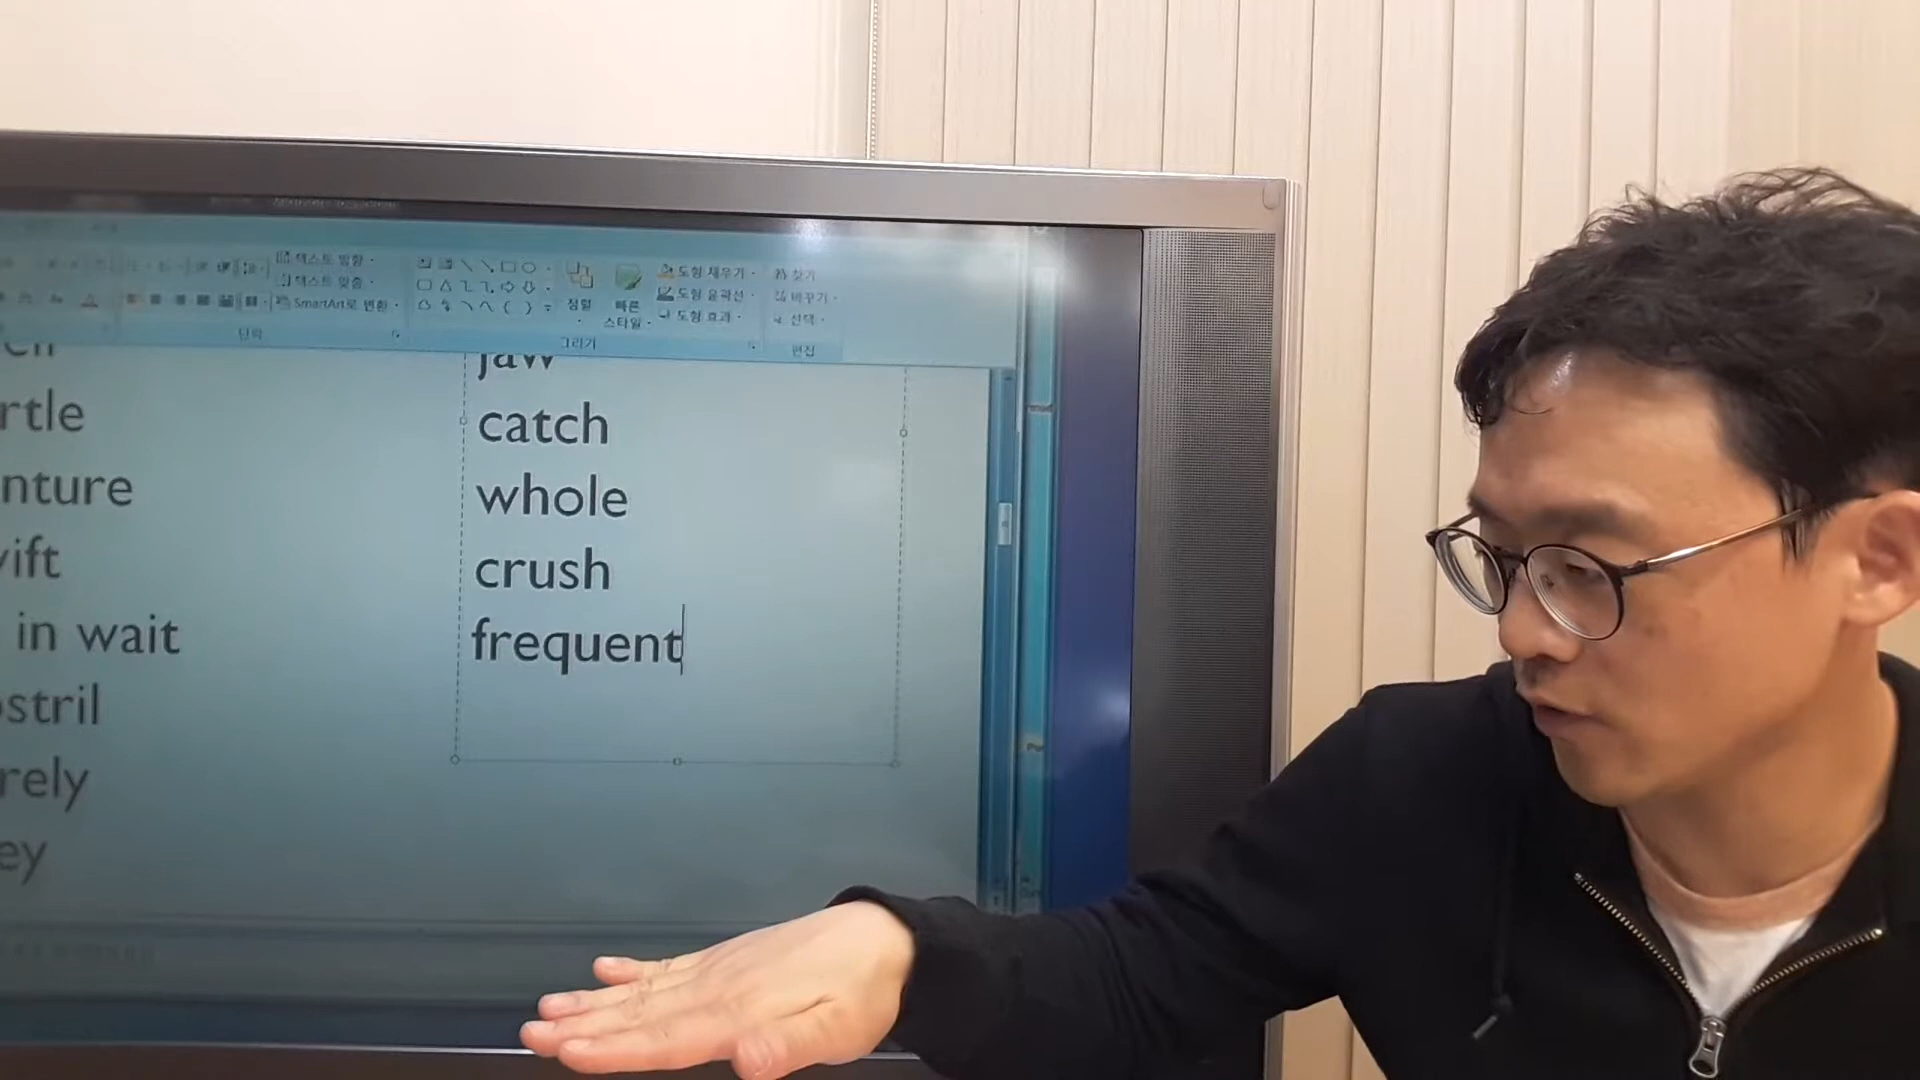 텍스트 방향
텍스트 맞춤
SmartArt로 변환
단락
정렬
빠른
스타일
도형 채우기
도형 윤곽선
도형 효과
그리기
찾기
바꾸기
선택
편집
rtle
nture
ift
in wait
stril
rely
ey
jaw
catch
whole
crush
frequent